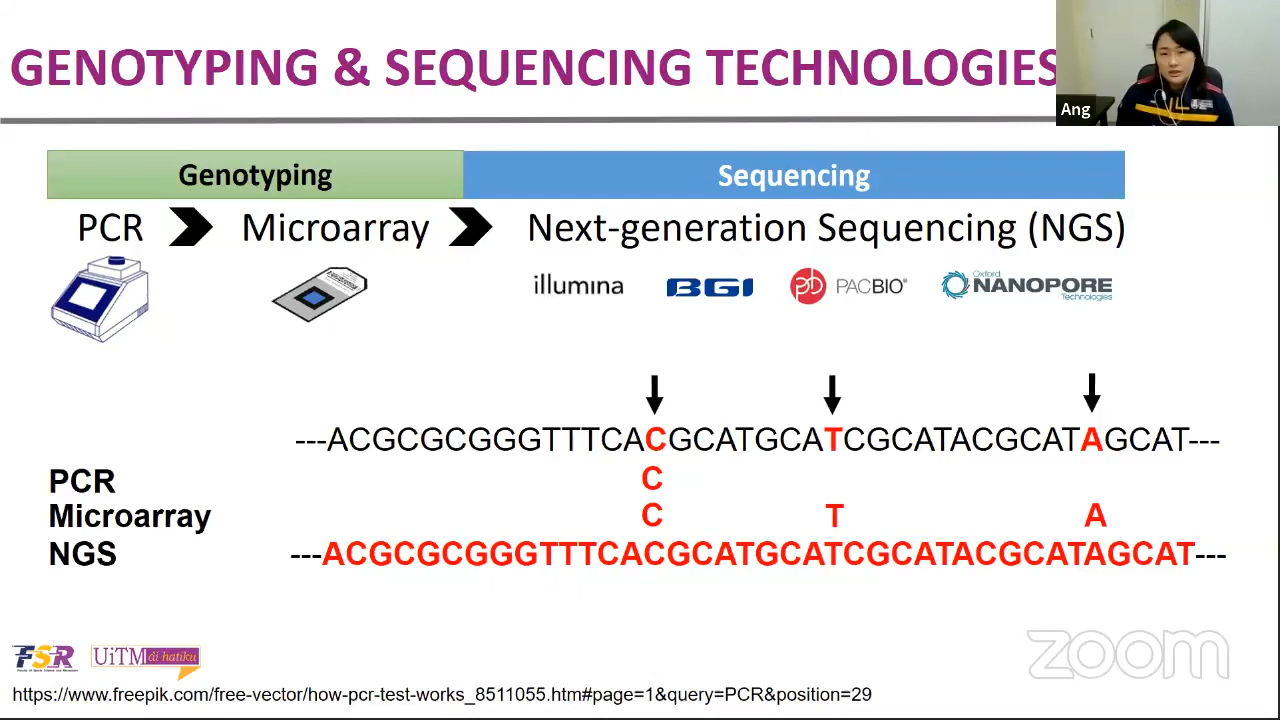 GENOTYPING & SEQUENCING TECHNOLOGIES
Ang
Genotyping
Sequencing
PCR
Microarray
Next-generation Sequencing (NGS)
illumina
BGI
PACBIO®
Oxford
NANOPORE
Technologies
---ACGCGCGGGTTTCACGCATGCATCGCATACGCATAGCAT---
PCR
C
Microarray
C T A
NGS
---ACGCGCGGGTTTCACGCATGCATCGCATACGCATAGCAT---
FSR
UiTM di hatiku
zoom
https://www.freepik.com/free-vector/how-pcr-test-works_8511055.htm#page=1&query=PCR&position=29